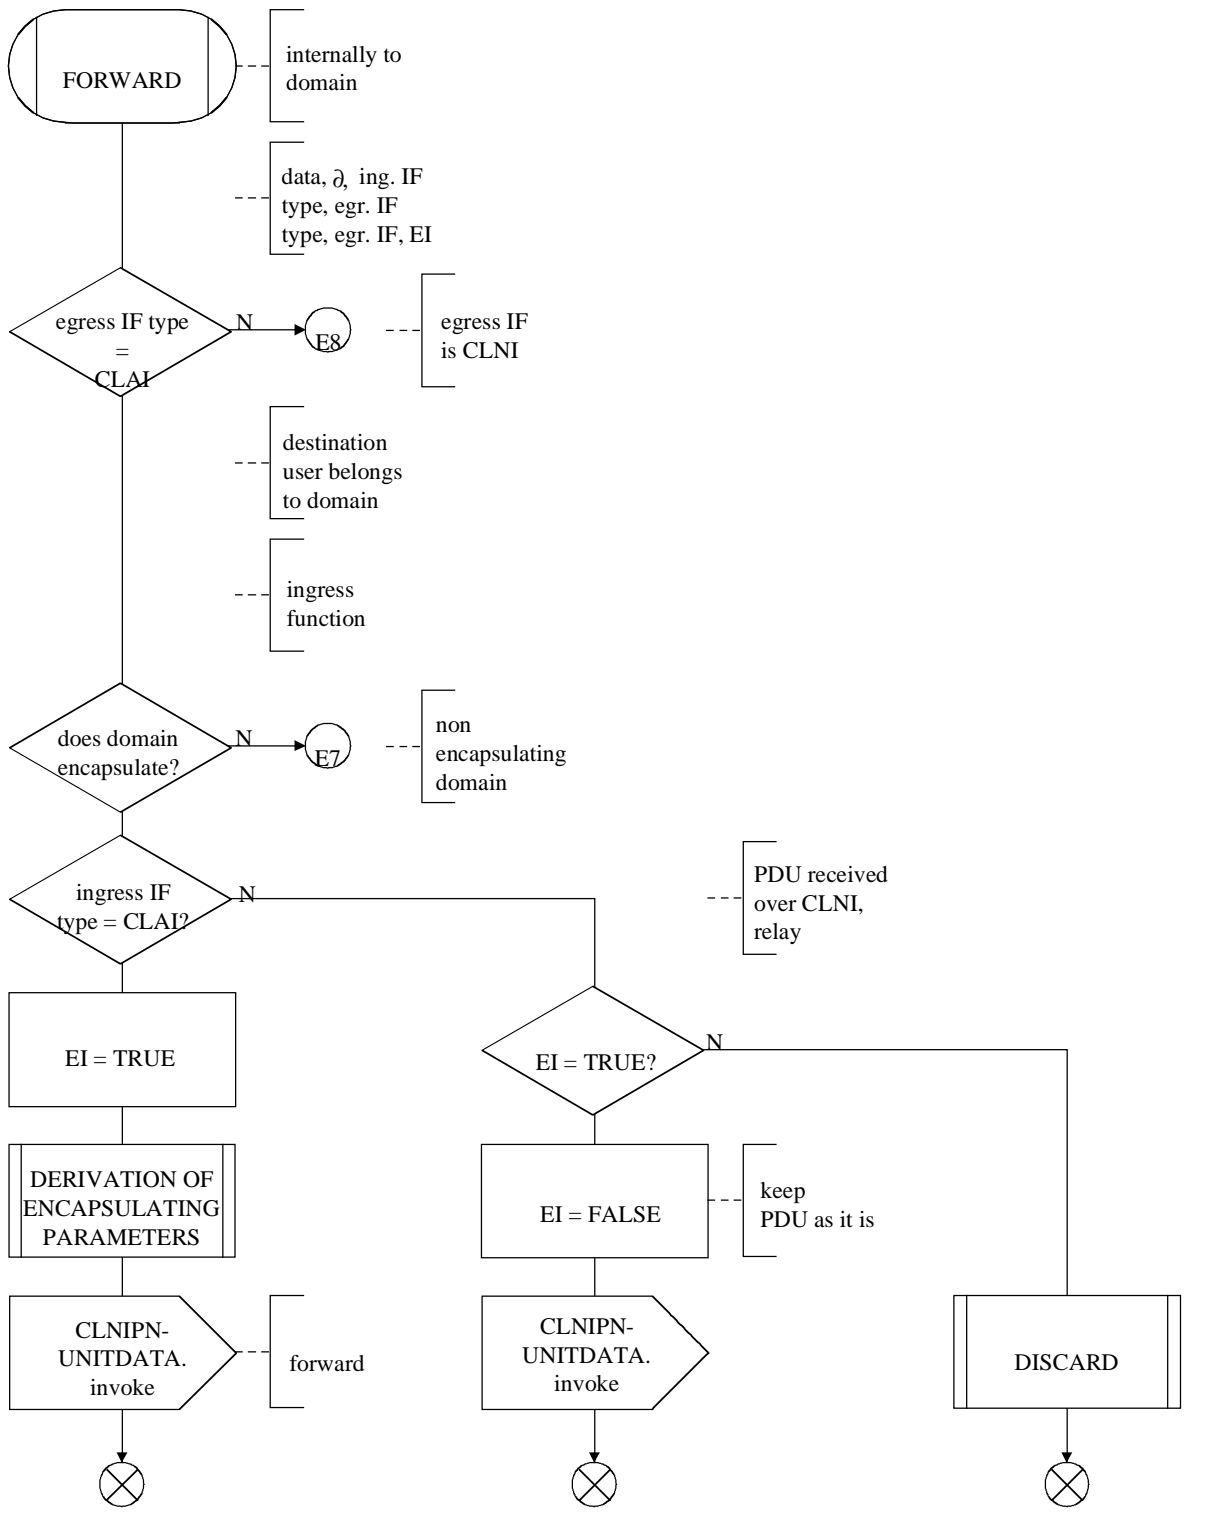 FORWARD
internally to
domain
data, ∂, ing. IF
type, egr. IF
type, egr. IF, EI
egress IF type
=
CLAI
N
E8
egress IF
is CLNI
destination
user belongs
to domain
ingress
function
does domain
encapsulate?
N
E7
non
encapsulating
domain
ingress IF
type = CLAI?
N
PDU received
over CLNI,
relay
EI = TRUE
EI = TRUE?
N
DERIVATION OF
ENCAPSULATING
PARAMETERS
EI = FALSE
keep
PDU as it is
CLNIPN-
UNITDATA.
invoke
forward
CLNIPN-
UNITDATA.
invoke
DISCARD